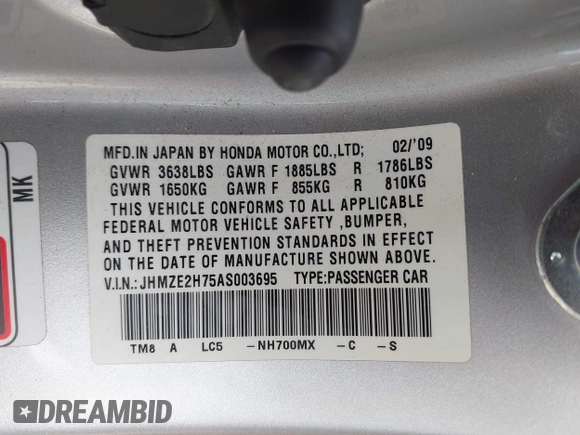 MFD.IN JAPAN BY HONDA MOTOR CO.,LTD; 02/'09
GVWR 3638LBS GAWR F 1885LBS R 1786LBS
GVWR 1650KG GAWR F 855KG R 810KG
THIS VEHICLE CONFORMS TO ALL APPLICABLE
FEDERAL MOTOR VEHICLE SAFETY ,BUMPER,
AND THEFT PREVENTION STANDARDS IN EFFECT
ON THE DATE OF MANUFACTURE SHOWN ABOVE.
V.I.N.:JHMZE2H75AS003695 TYPE:PASSENGER CAR
TM8 A LC5 -NH700MX -C -S
MK
DREAMBID